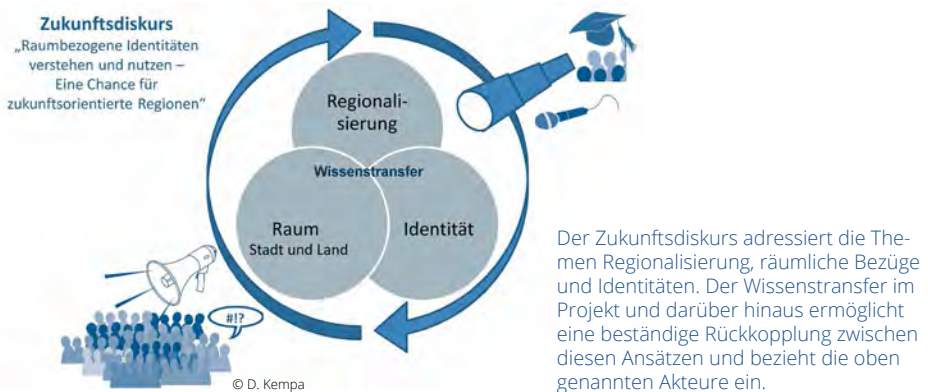 Zukunftsdiskurs
„Raumbezogene Identitäten
verstehen und nutzen –
Eine Chance für
zukunftsorientierte Regionen"
Regionali-
sierung
Wissenstransfer
Raum
Stadt und Land
Identität
#!?
© D. Kempa
Der Zukunftsdiskurs adressiert die The-
men Regionalisierung, räumliche Bezüge
und Identitäten. Der Wissenstransfer im
Projekt und darüber hinaus ermöglicht
eine beständige Rückkopplung zwischen
diesen Ansätzen und bezieht die oben
genannten Akteure ein.